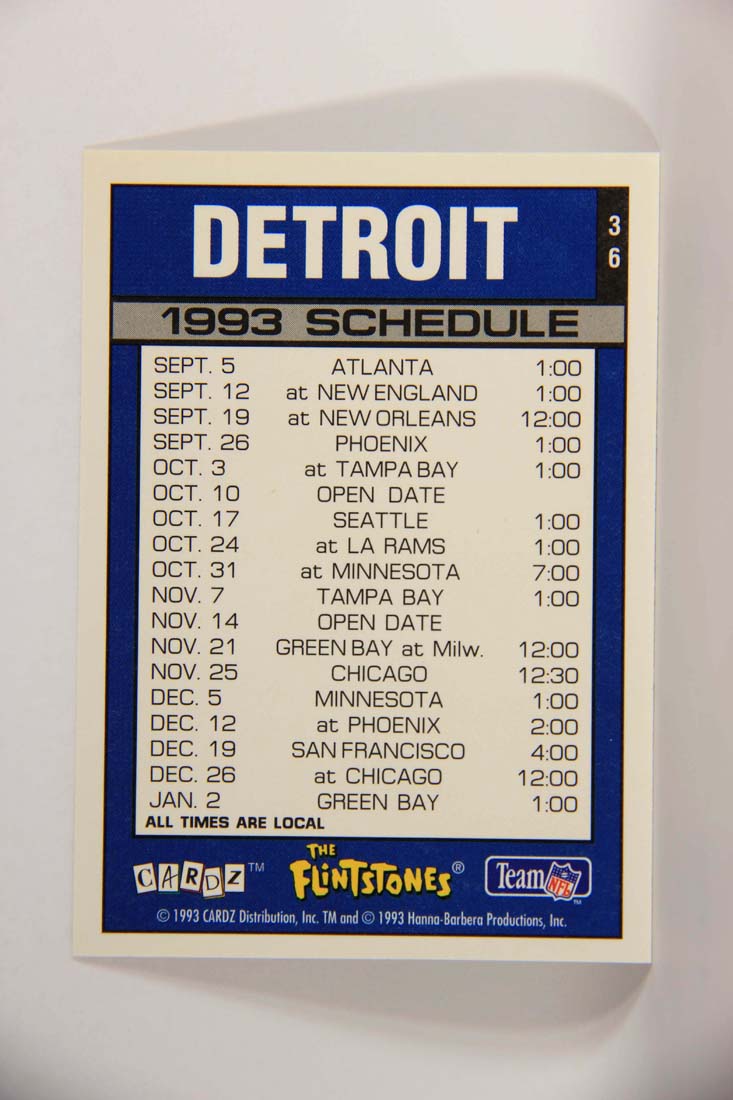 DETROIT
36
1993 SCHEDULE
SEPT. 5 ATLANTA 1:00
SEPT. 12 at NEW ENGLAND 1:00
SEPT. 19 at NEW ORLEANS 12:00
SEPT. 26 PHOENIX 1:00
OCT. 3 at TAMPA BAY 1:00
OCT. 10 OPEN DATE
OCT. 17 SEATTLE 1:00
OCT. 24 at LA RAMS 1:00
OCT. 31 at MINNESOTA 7:00
NOV. 7 TAMPA BAY 1:00
NOV. 14 OPEN DATE
NOV. 21 GREEN BAY at Milw. 12:00
NOV. 25 CHICAGO 12:30
DEC. 5 MINNESOTA 1:00
DEC. 12 at PHOENIX 2:00
DEC. 19 SAN FRANCISCO 4:00
DEC. 26 at CHICAGO 12:00
JAN. 2 GREEN BAY 1:00
ALL TIMES ARE LOCAL
CARDZ™ THE FLINTSTONES® Team NFL™
© 1993 CARDZ Distribution, Inc. TM and © 1993 Hanna-Barbera Productions, Inc.